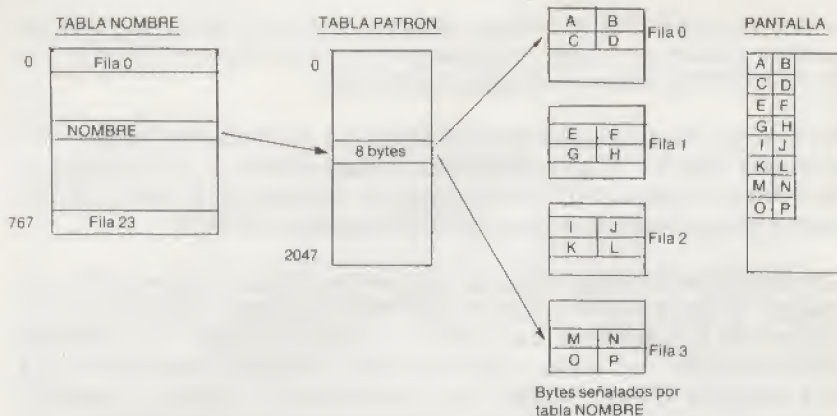 TABLA NOMBRE
0
Fila 0
NOMBRE
767
Fila 23
TABLA PATRON
0
8 bytes
2047
A B
C D
Fila 0
E F
G H
Fila 1
I J
K L
Fila 2
M N
O P
Fila 3
Bytes señalados por
tabla NOMBRE
PANTALLA
A B
C D
E F
G H
I J
K L
M N
O P